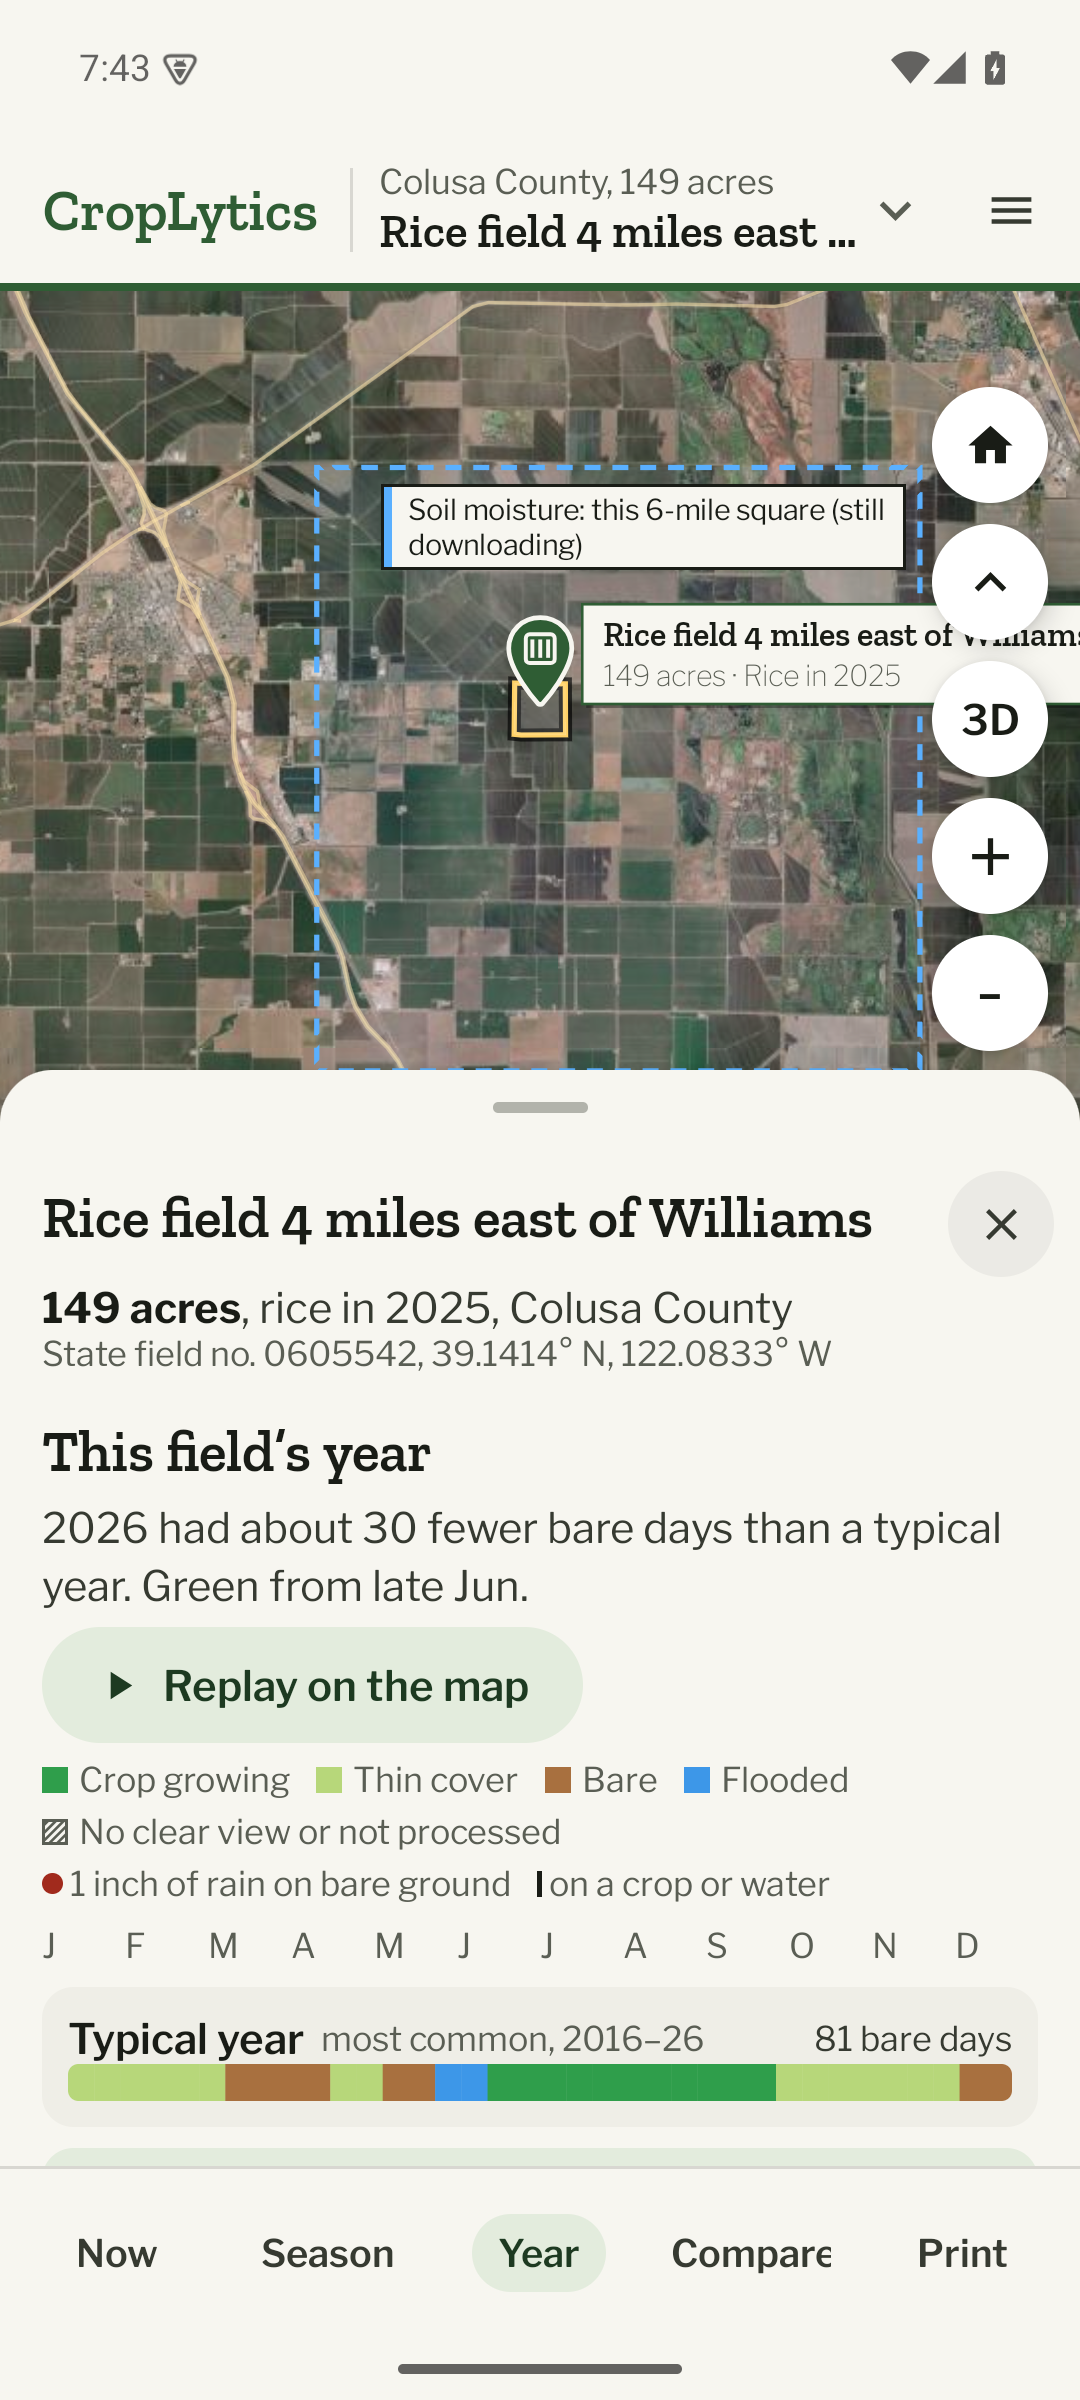 7:43
CropLytics
Colusa County, 149 acres
Rice field 4 miles east ...
Soil moisture: this 6-mile square (still
downloading)
Rice field 4 miles east of Williams
149 acres · Rice in 2025
3D
+
-
Rice field 4 miles east of Williams
149 acres, rice in 2025, Colusa County
State field no. 0605542, 39.1414° N, 122.0833° W
This field’s year
2026 had about 30 fewer bare days than a typical
year. Green from late Jun.
Replay on the map
Crop growing Thin cover Bare Flooded
No clear view or not processed
1 inch of rain on bare ground on a crop or water
J F M A M J J A S O N D
Typical year most common, 2016–26 81 bare days
Now Season Year Compare Print